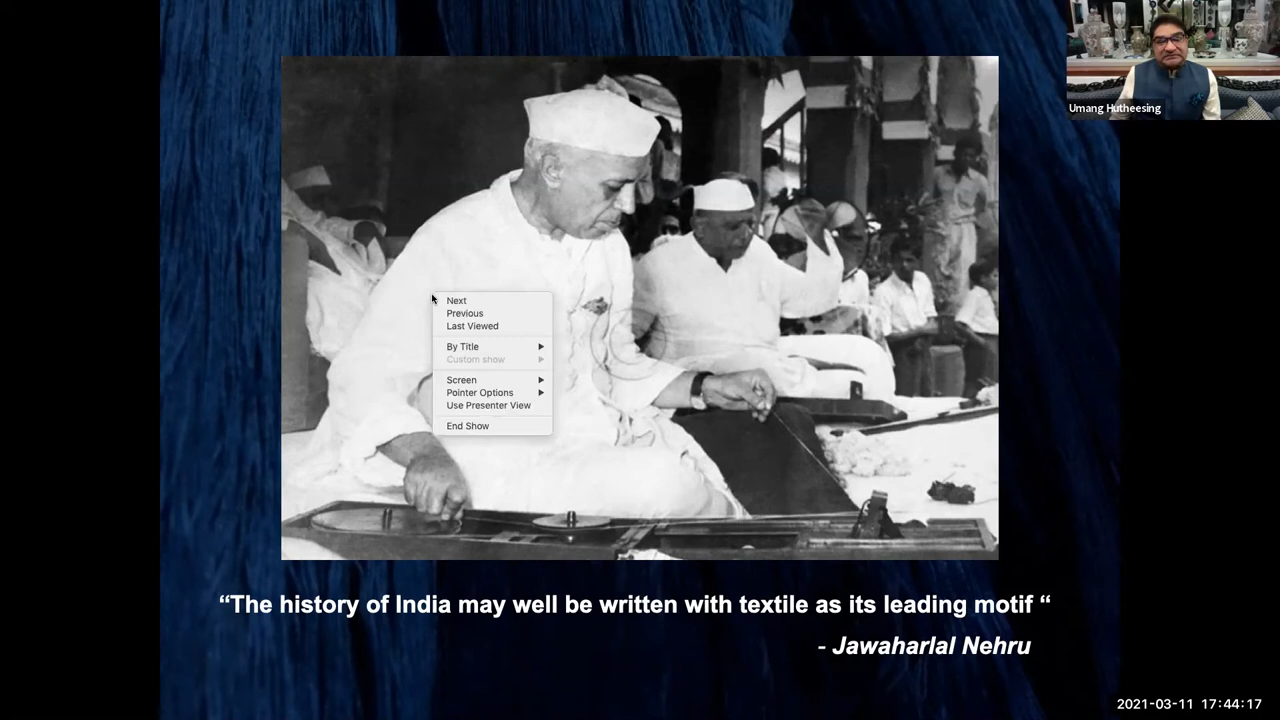 Umang Hutheesing
Next
Previous
Last Viewed
By Title
Custom show
Screen
Pointer Options
Use Presenter View
End Show
“The history of India may well be written with textile as its leading motif “
- Jawaharlal Nehru
2021-03-11 17:44:17